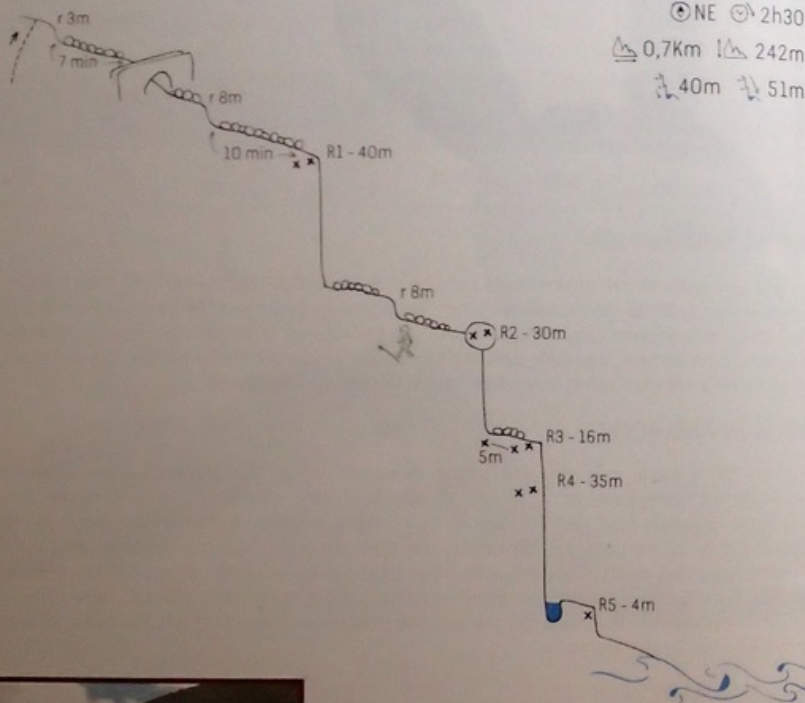 r 3m
NE 2h30
7 min
0,7Km 242m
r 8m
40m 51m
10 min
R1 - 40m
r 8m
R2 - 30m
R3 - 16m
5m
R4 - 35m
R5 - 4m